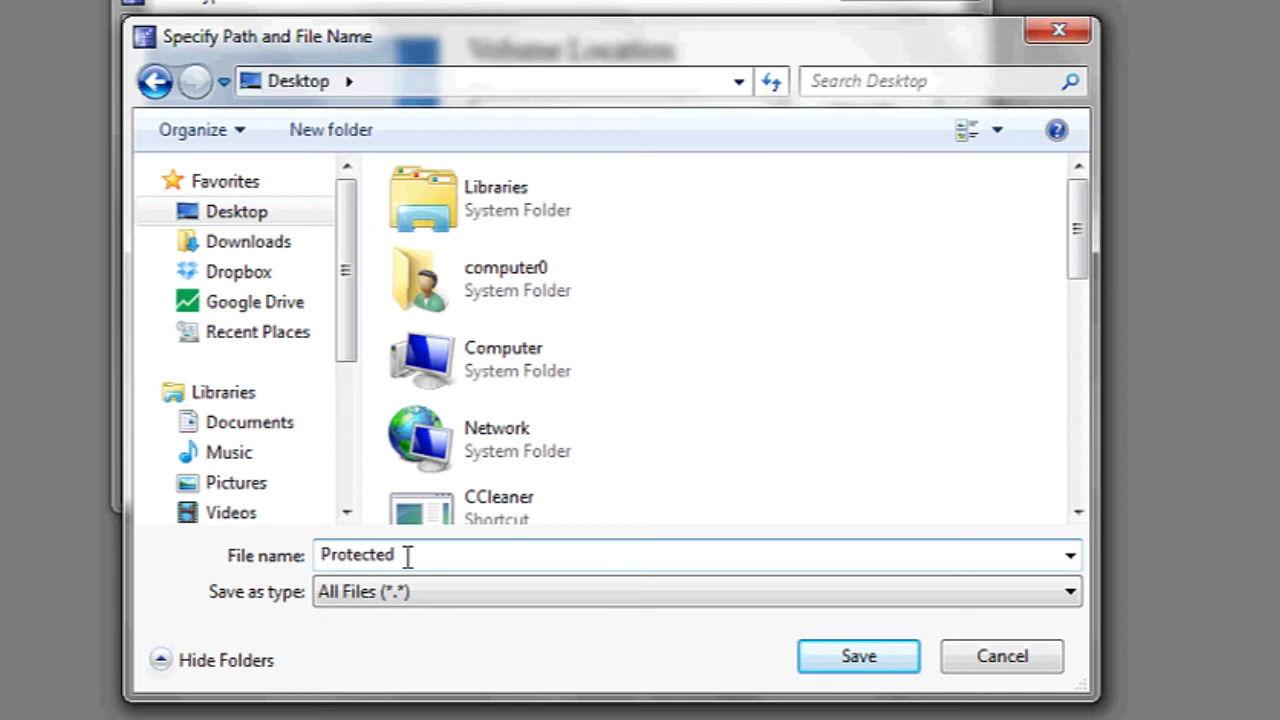 Specify Path and File Name
Volume Location
Desktop
Search Desktop
Organize
New folder
Favorites
Desktop
Downloads
Dropbox
Google Drive
Recent Places
Libraries
Documents
Music
Pictures
Videos
Libraries
System Folder
computer0
System Folder
Computer
System Folder
Network
System Folder
CCleaner
Shortcut
File name: Protected
Save as type: All Files (*.*)
Hide Folders
Save
Cancel